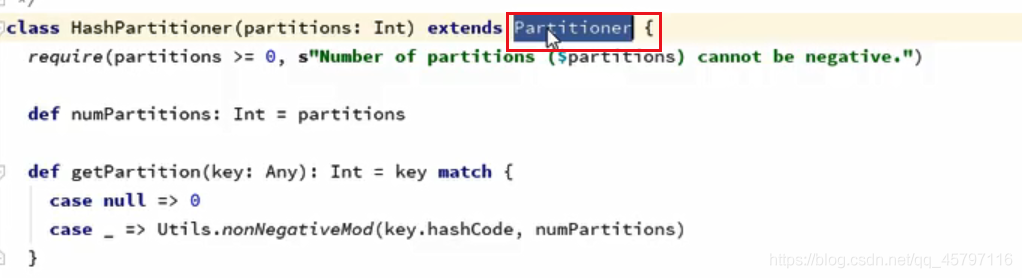 */
class HashPartitioner(partitions: Int) extends Partitioner {
require(partitions >= 0, s"Number of partitions ($partitions) cannot be negative.")
def numPartitions: Int = partitions
def getPartition(key: Any): Int = key match {
case null => 0
case _ => Utils.nonNegativeMod(key.hashCode, numPartitions)
}
https://blog.csdn.net/qq_45797116